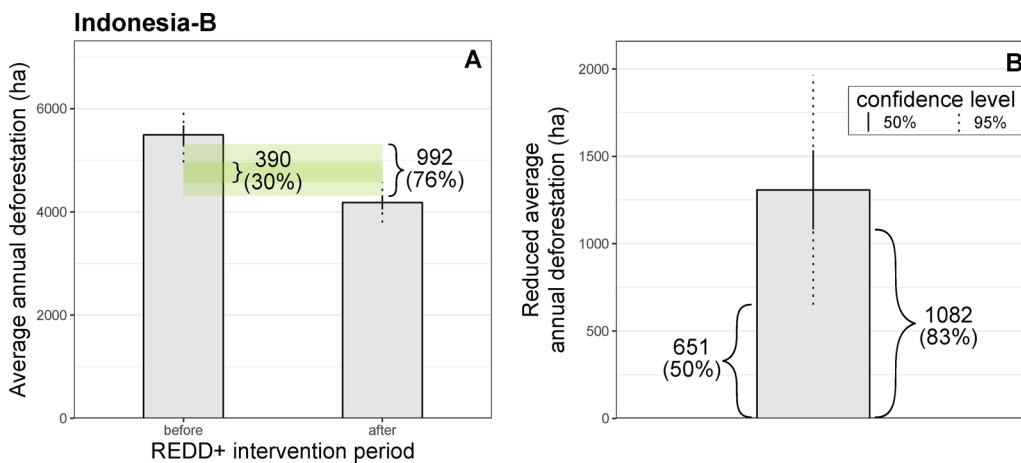 Indonesia-B
A
Average annual deforestation (ha)
6000
4000
2000
0
390
(30%)
992
(76%)
before
after
REDD+ intervention period
B
Reduced average
annual deforestation (ha)
2000
1500
1000
500
0
confidence level
50%
95%
651
(50%)
1082
(83%)